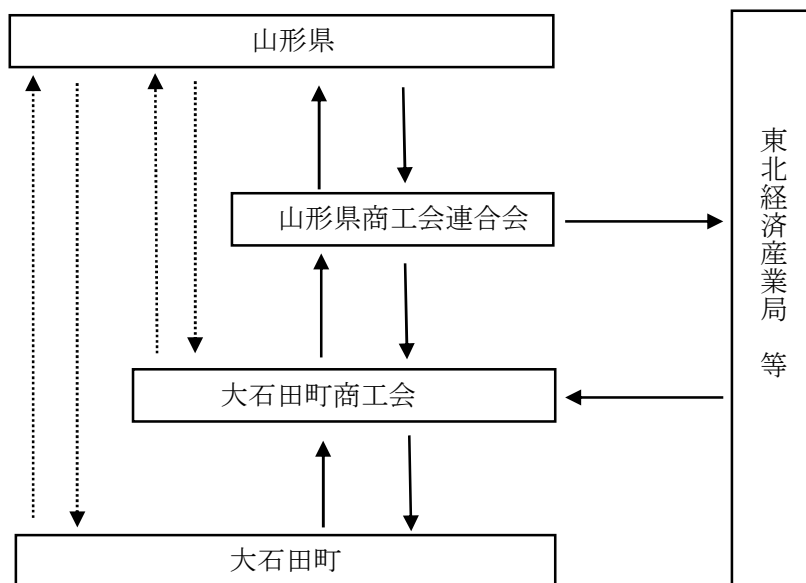 山形県
山形県商工会連合会
大石田町商工会
大石田町
東北経済産業局　等